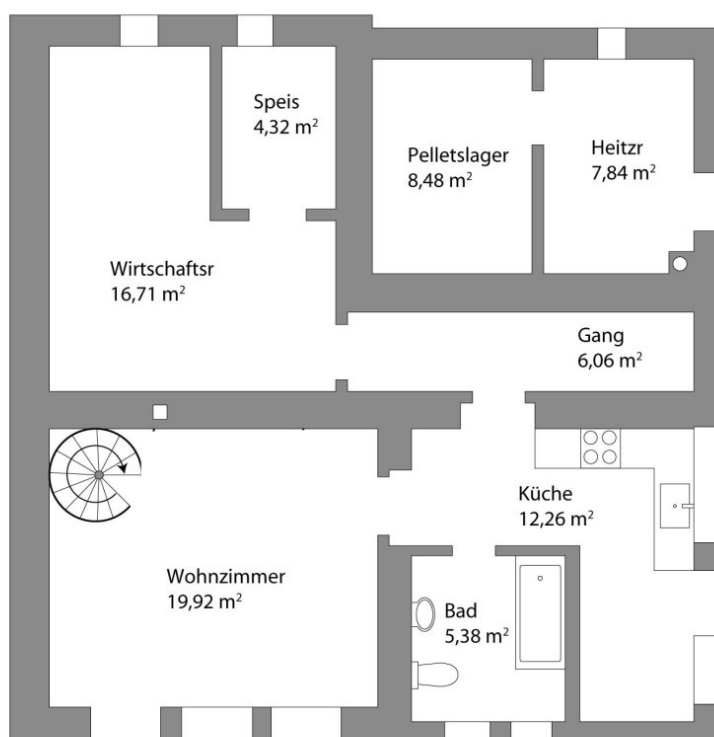 Speis
4,32 m²
Pelletslager
8,48 m²
Heitzr
7,84 m²
Wirtschaftsr
16,71 m²
Gang
6,06 m²
Küche
12,26 m²
Wohnzimmer
19,92 m²
Bad
5,38 m²